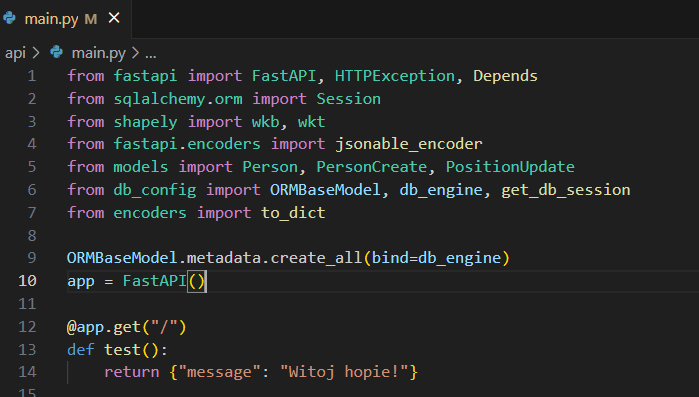 main.py M ×
api > main.py > ...
1 from fastapi import FastAPI, HTTPException, Depends
2 from sqlalchemy.orm import Session
3 from shapely import wkb, wkt
4 from fastapi.encoders import jsonable_encoder
5 from models import Person, PersonCreate, PositionUpdate
6 from db_config import ORMBaseModel, db_engine, get_db_session
7 from encoders import to_dict
8
9 ORMBaseModel.metadata.create_all(bind=db_engine)
10 app = FastAPI()
11
12 @app.get("/")
13 def test():
14     return {"message": "Witoj hopie!"}
15